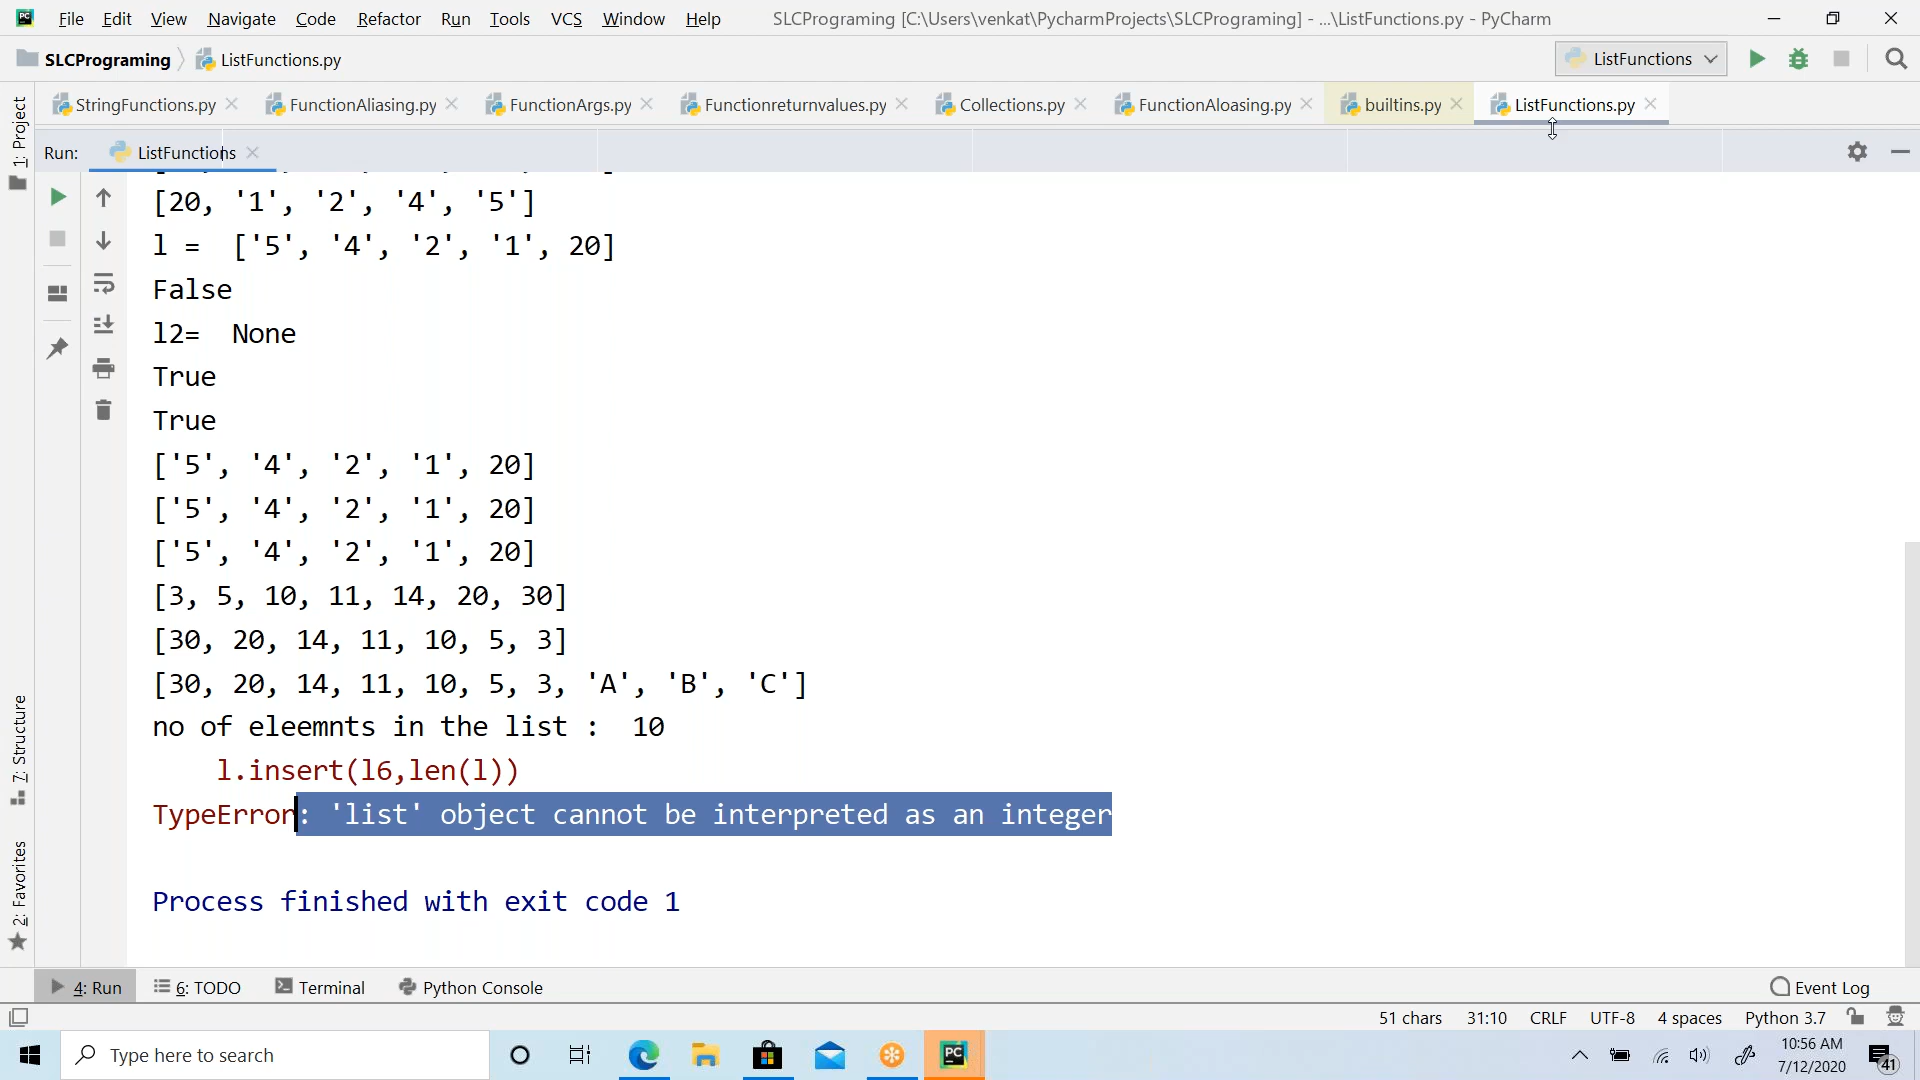 File Edit View Navigate Code Refactor Run Tools VCS Window Help SLCPrograming [C:\Users\venkat\PycharmProjects\SLCPrograming] - ...\ListFunctions.py - PyCharm
SLCPrograming ListFunctions.py ListFunctions
StringFunctions.py FunctionAliasing.py FunctionArgs.py Functionreturnvalues.py Collections.py FunctionAloasing.py builtins.py ListFunctions.py
1: Project
Run: ListFunctions
[20, '1', '2', '4', '5']
l =  ['5', '4', '2', '1', 20]
False
l2=  None
True
True
['5', '4', '2', '1', 20]
['5', '4', '2', '1', 20]
['5', '4', '2', '1', 20]
[3, 5, 10, 11, 14, 20, 30]
[30, 20, 14, 11, 10, 5, 3]
[30, 20, 14, 11, 10, 5, 3, 'A', 'B', 'C']
no of eleemnts in the list :  10
    l.insert(l6,len(l))
TypeError: 'list' object cannot be interpreted as an integer
Process finished with exit code 1
7: Structure
2: Favorites
4: Run 6: TODO Terminal Python Console Event Log
51 chars 31:10 CRLF UTF-8 4 spaces Python 3.7
Type here to search
PC
10:56 AM
7/12/2020
41